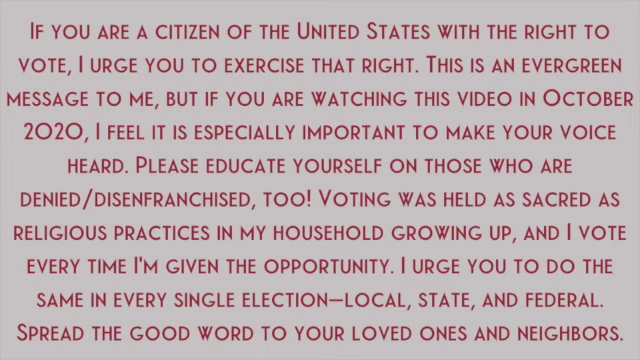 If you are a citizen of the United States with the right to
vote, I urge you to exercise that right. This is an evergreen
message to me, but if you are watching this video in October
2020, I feel it is especially important to make your voice
heard. Please educate yourself on those who are
denied/disenfranchised, too! Voting was held as sacred as
religious practices in my household growing up, and I vote
every time I'm given the opportunity. I urge you to do the
same in every single election—local, state, and federal.
Spread the good word to your loved ones and neighbors.